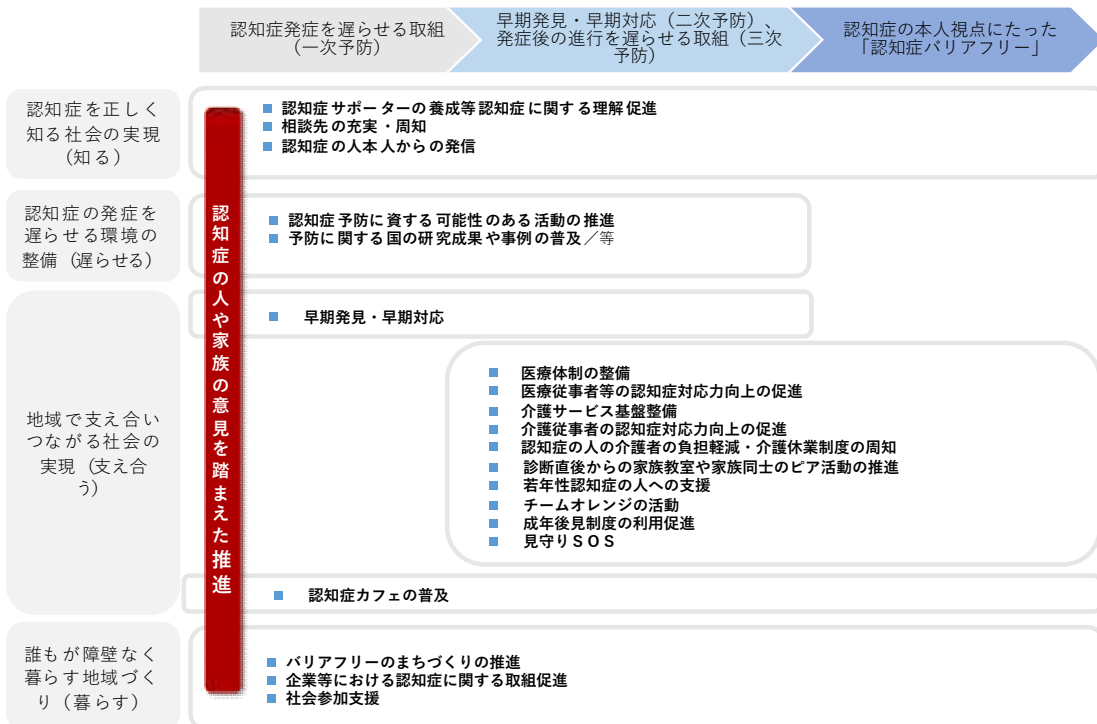 認知症発症を遅らせる取組
(一次予防)
早期発見・早期対応（二次予防）、
発症後の進行を遅らせる取組（三次
予防）
認知症の本人視点にたった
「認知症バリアフリー」
認知症を正しく
知る社会の実現
（知る）
■ 認知症サポーターの養成等認知症に関する理解促進
■ 相談先の充実・周知
■ 認知症の人本人からの発信
認知症の発症を
遅らせる環境の
整備（遅らせる）
■ 認知症予防に資する可能性のある活動の推進
■ 予防に関する国の研究成果や事例の普及／等
認知症の人や家族の意見を踏まえた推進
地域で支え合い
つながる社会の
実現（支え合
う）
■ 早期発見・早期対応
■ 医療体制の整備
■ 医療従事者等の認知症対応力向上の促進
■ 介護サービス基盤整備
■ 介護従事者の認知症対応力向上の促進
■ 認知症の人の介護者の負担軽減・介護休業制度の周知
■ 診断直後からの家族教室や家族同士のピア活動の推進
■ 若年性認知症の人への支援
■ チームオレンジの活動
■ 成年後見制度の利用促進
■ 見守りＳＯＳ
■ 認知症カフェの普及
誰もが障壁なく
暮らす地域づく
り（暮らす）
■ バリアフリーのまちづくりの推進
■ 企業等における認知症に関する取組促進
■ 社会参加支援